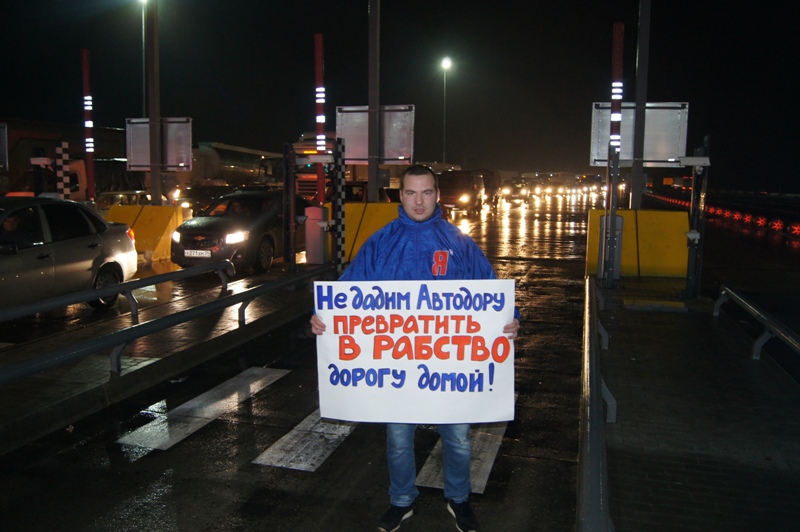 Я
Не дадим Автодору
превратить
в рабство
дорогу домой!